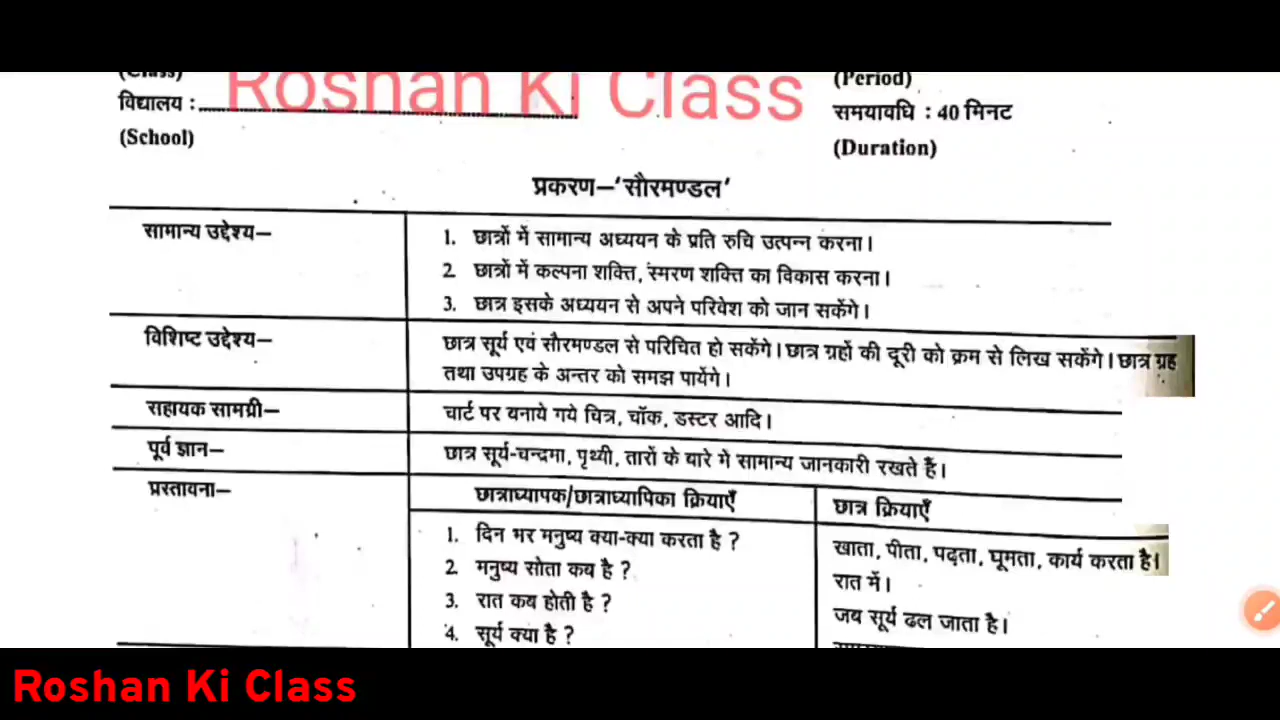 (Class)
Roshan Ki Class
(Period)
विद्यालय :
समयावधि : 40 मिनट
(School)
(Duration)
प्रकरण–'सौरमण्डल'
सामान्य उद्देश्य–
1. छात्रों में सामान्य अध्ययन के प्रति रुचि उत्पन्न करना।
2 छात्रों में कल्पना शक्ति, स्मरण शक्ति का विकास करना।
3. छात्र इसके अध्ययन से अपने परिवेश को जान सकेंगे।
विशिष्ट उद्देश्य–
छात्र सूर्य एवं सौरमण्डल से परिचित हो सकेंगे। छात्र ग्रहों की दूरी को क्रम से लिख सकेंगे। छात्र ग्रह
तथा उपग्रह के अन्तर को समझ पायेंगे।
सहायक सामग्री–
चार्ट पर बनाये गये चित्र, चॉक, डस्टर आदि।
पूर्व ज्ञान–
छात्र सूर्य-चन्द्रमा, पृथ्वी, तारों के बारे मे सामान्य जानकारी रखते हैं।
प्रस्तावना–
छात्राध्यापक/छात्राध्यापिका क्रियाएँ
छात्र क्रियाएँ
1. दिन भर मनुष्य क्या-क्या करता है ?
खाता, पीता, पढ़ता, घूमता, कार्य करता है।
2 मनुष्य सोता कब है ?
रात में।
3. रात कब होती है ?
जब सूर्य ढल जाता है।
4. सूर्य क्या है ?
Roshan Ki Class